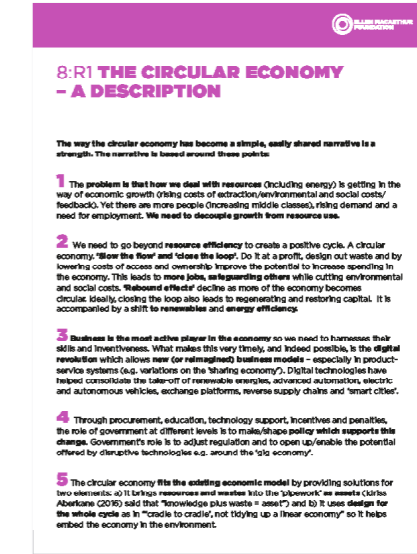 ELLEN MACARTHUR
FOUNDATION
8:R1 THE CIRCULAR ECONOMY
– A DESCRIPTION
The way the circular economy has become a simple, easily shared narrative is a
strength. The narrative is based around these points:
1 The problem is that how we deal with resources (including energy) is getting in the
way of economic growth (rising costs of extraction/environmental and social costs/
feedback). Yet there are more people (increasing middle classes), rising demand and a
need for employment. We need to decouple growth from resource use.
2 We need to go beyond resource efficiency to create a positive cycle. A circular
economy. ‘Slow the flow’ and ‘close the loop’. Do it at a profit, design out waste and by
lowering costs of access and ownership improve the potential to increase spending in
the economy. This leads to more jobs, safeguarding others while cutting environmental
and social costs. ‘Rebound effects’ decline as more of the economy becomes
circular. Ideally, closing the loop also leads to regenerating and restoring capital. It is
accompanied by a shift to renewables and energy efficiency.
3 Business is the most active player in the economy so we need to harnesses their
skills and inventiveness. What makes this very timely, and indeed possible, is the digital
revolution which allows new (or reimagined) business models – especially in product-
service systems (e.g. variations on the ‘sharing economy’). Digital technologies have
helped consolidate the take-off of renewable energies, advanced automation, electric
and autonomous vehicles, exchange platforms, reverse supply chains and ‘smart cities’.
4 Through procurement, education, technology support, incentives and penalties,
the role of government at different levels is to make/shape policy which supports this
change. Government’s role is to adjust regulation and to open up/enable the potential
offered by disruptive technologies e.g. around the ‘gig economy’.
5 The circular economy fits the existing economic model by providing solutions for
two elements: a) it brings resources and wastes into the ‘pipework’ as assets (Idriss
Aberkane (2015) said that “knowledge plus waste = asset”) and b) it uses design for
the whole cycle as in “‘cradle to cradle’, not tidying up a linear economy” so it helps
embed the economy in the environment.